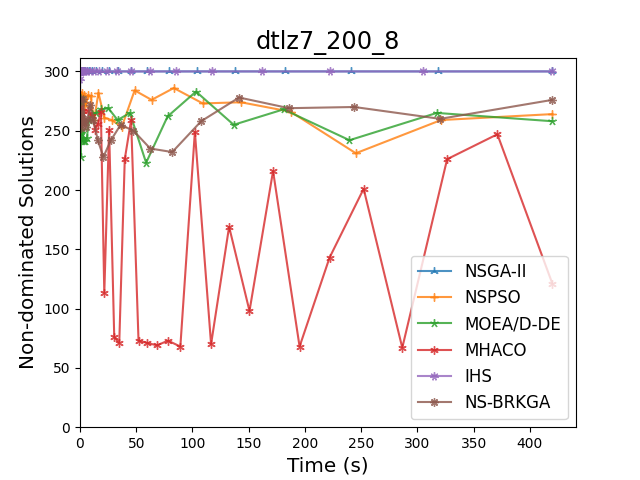 dtlz7_200_8
Non-dominated Solutions
300
250
200
150
100
50
0
0 50 100 150 200 250 300 350 400
Time (s)
NSGA-II
NSPSO
MOEA/D-DE
MHACO
IHS
NS-BRKGA